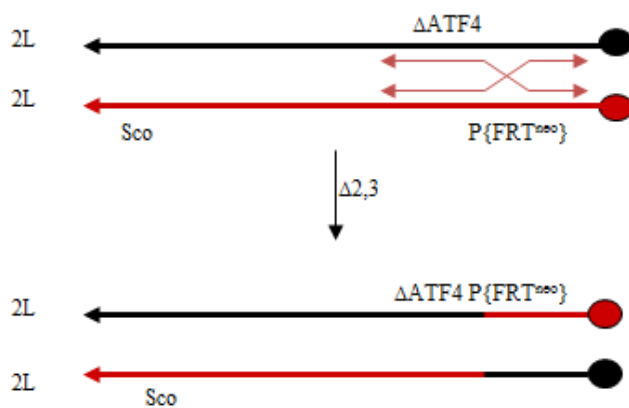 ΔATF4
2L
2L
Sco P{FRTⁿᵉᵒ}
Δ2,3
ΔATF4 P{FRTⁿᵉᵒ}
2L
2L
Sco